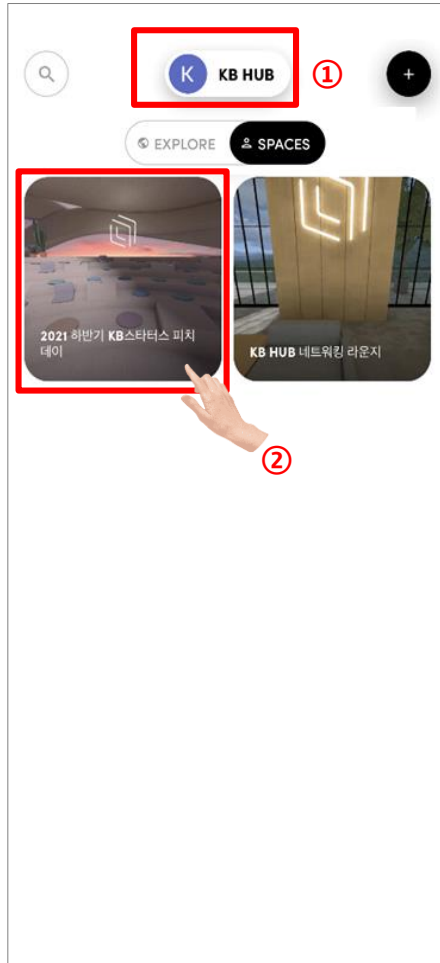 K KB HUB ①
+
EXPLORE SPACES
2021 하반기 KB스타터스 피치
데이
KB HUB 네트워킹 라운지
②